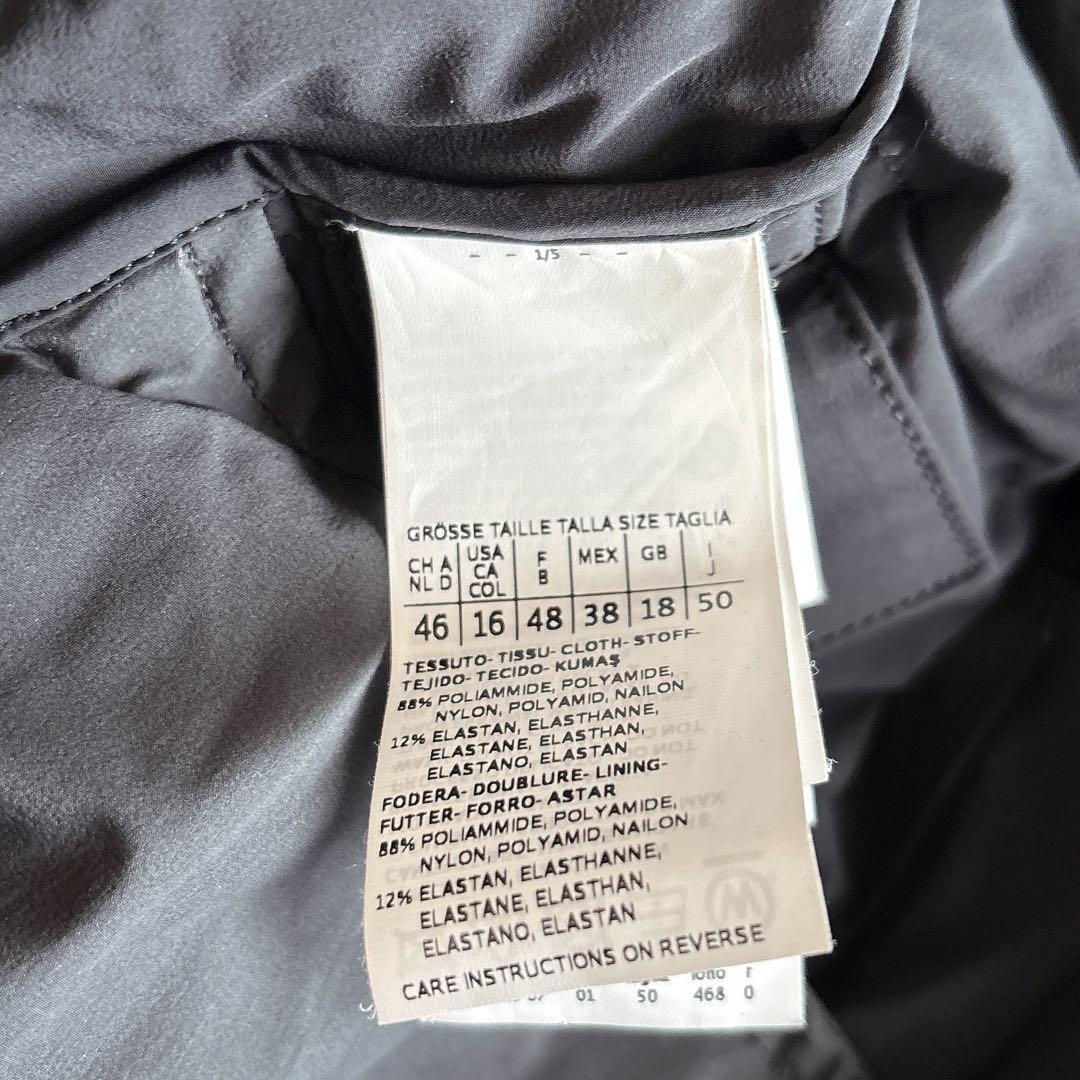 - - 1/5 - -
GRÖSSE TAILLE TALLA SIZE TAGLIA
CH A NL D | USA CA COL | F B | MEX | GB | I J
46 | 16 | 48 | 38 | 18 | 50
TESSUTO- TISSU- CLOTH- STOFF-
TEJIDO- TECIDO- KUMAŞ
88% POLIAMMIDE, POLYAMIDE,
NYLON, POLYAMID, NAILON
12% ELASTAN, ELASTHANNE,
ELASTANE, ELASTHAN,
ELASTANO, ELASTAN
FODERA- DOUBLURE- LINING-
FUTTER- FORRO- ASTAR
88% POLIAMMIDE, POLYAMIDE,
NYLON, POLYAMID, NAILON
12% ELASTAN, ELASTHANNE,
ELASTANE, ELASTHAN,
ELASTANO, ELASTAN
CARE INSTRUCTIONS ON REVERSE
01 50 468 0